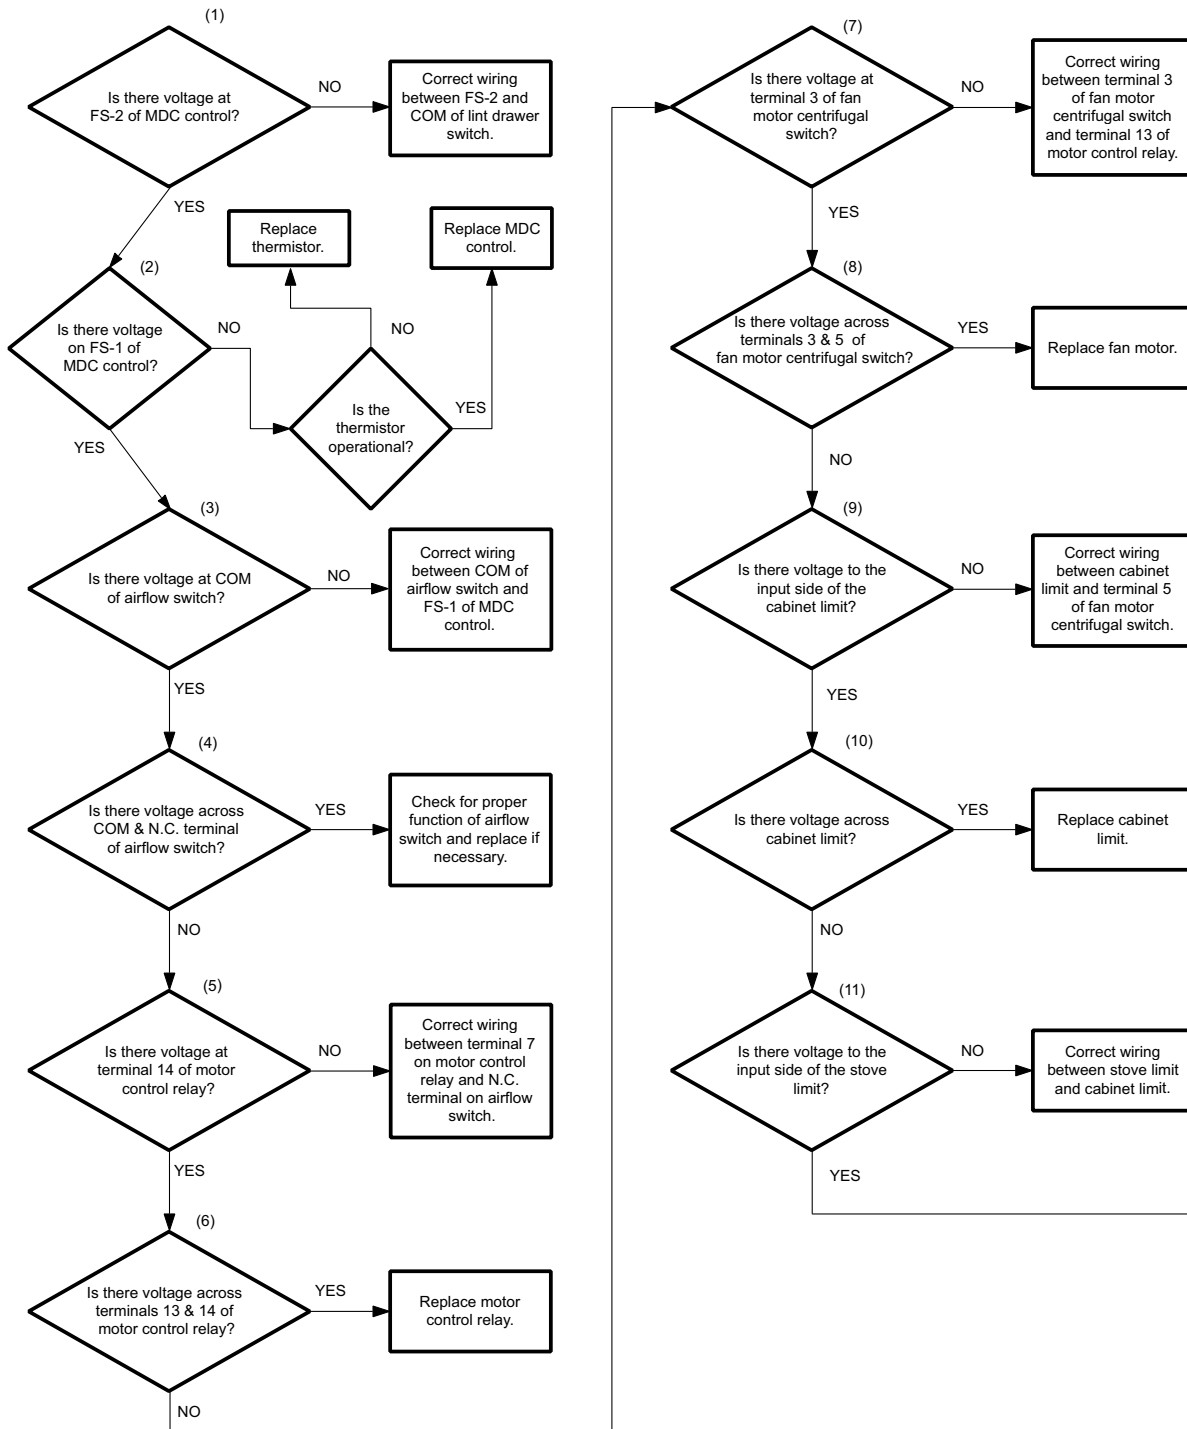 (1)
Is there voltage at
FS-2 of MDC control?
NO
Correct wiring
between FS-2 and
COM of lint drawer
switch.
YES
(2)
Is there voltage
on FS-1 of
MDC control?
NO
Replace
thermistor.
Replace MDC
control.
NO
Is the
thermistor
operational?
YES
YES
(3)
Is there voltage at COM
of airflow switch?
NO
Correct wiring
between COM of
airflow switch and
FS-1 of MDC
control.
YES
(4)
Is there voltage across
COM & N.C. terminal
of airflow switch?
YES
Check for proper
function of airflow
switch and replace if
necessary.
NO
(5)
Is there voltage at
terminal 14 of motor
control relay?
NO
Correct wiring
between terminal 7
on motor control
relay and N.C.
terminal on airflow
switch.
YES
(6)
Is there voltage across
terminals 13 & 14 of
motor control relay?
YES
Replace motor
control relay.
NO
(7)
Is there voltage at
terminal 3 of fan
motor centrifugal
switch?
NO
Correct wiring
between terminal 3
of fan motor
centrifugal switch
and terminal 13 of
motor control relay.
YES
(8)
Is there voltage across
terminals 3 & 5 of
fan motor centrifugal switch?
YES
Replace fan motor.
NO
(9)
Is there voltage to the
input side of the
cabinet limit?
NO
Correct wiring
between cabinet
limit and terminal 5
of fan motor
centrifugal switch.
YES
(10)
Is there voltage across
cabinet limit?
YES
Replace cabinet
limit.
NO
(11)
Is there voltage to the
input side of the stove
limit?
NO
Correct wiring
between stove limit
and cabinet limit.
YES